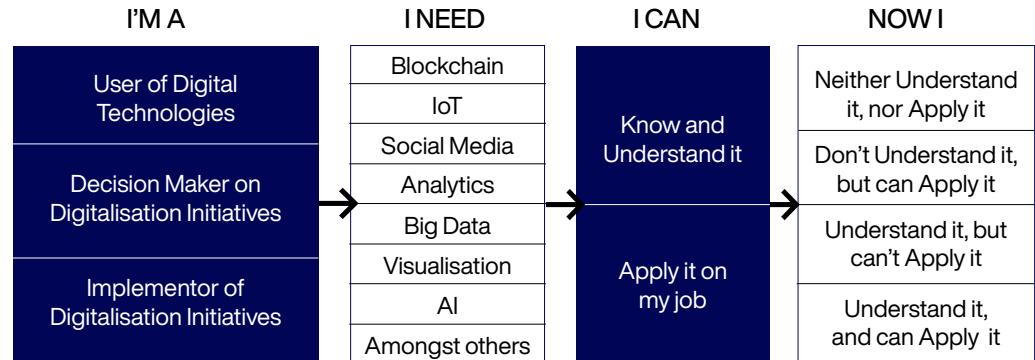 I'M A
User of Digital
Technologies
Decision Maker on
Digitalisation Initiatives
Implementor of
Digitalisation Initiatives
I NEED
Blockchain
IoT
Social Media
Analytics
Big Data
Visualisation
AI
Amongst others
I CAN
Know and
Understand it
Apply it on
my job
NOW I
Neither Understand
it, nor Apply it
Don't Understand it,
but can Apply it
Understand it, but
can't Apply it
Understand it,
and can Apply it